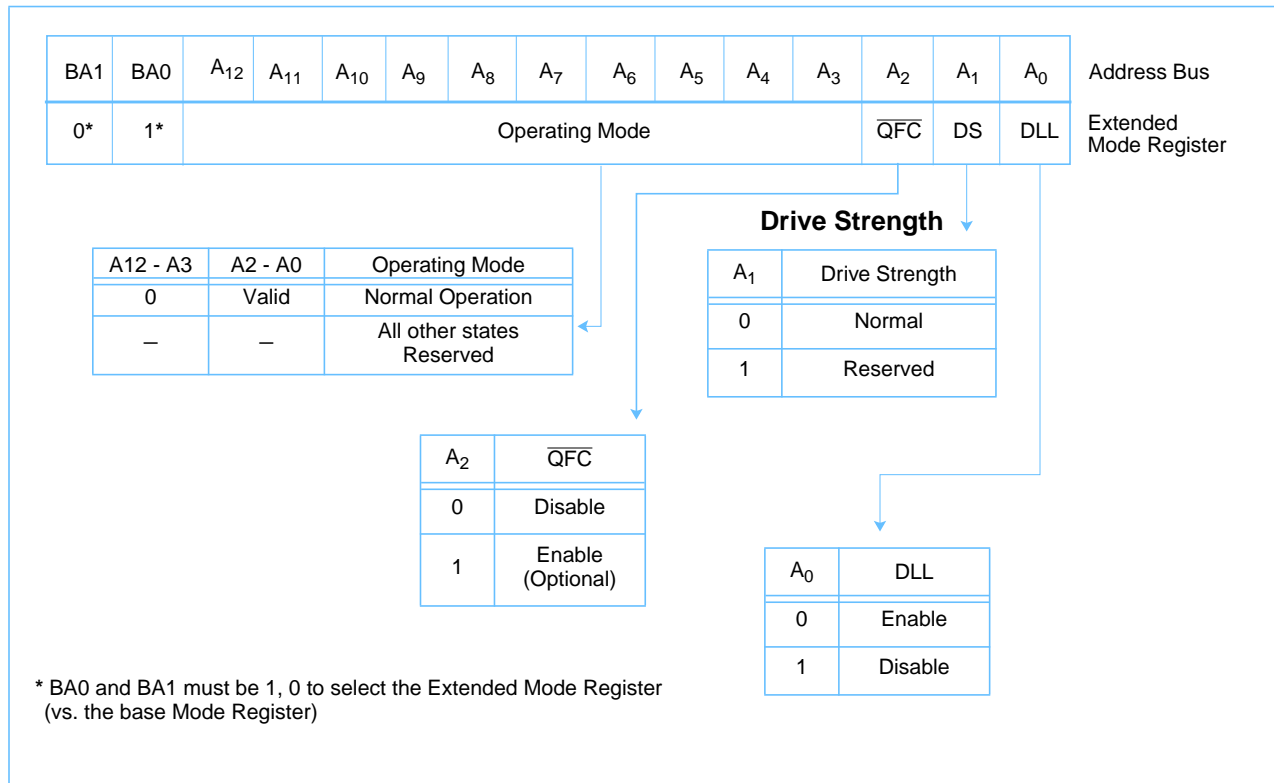 BA1 BA0 A12 A11 A10 A9 A8 A7 A6 A5 A4 A3 A2 A1 A0 Address Bus
0* 1* Operating Mode Q̅F̅C̅ DS DLL Extended
Mode Register
Drive Strength
A12 - A3 A2 - A0 Operating Mode
0 Valid Normal Operation
– – All other states
Reserved
A1 Drive Strength
0 Normal
1 Reserved
A2 Q̅F̅C̅
0 Disable
1 Enable
(Optional)
A0 DLL
0 Enable
1 Disable
* BA0 and BA1 must be 1, 0 to select the Extended Mode Register
(vs. the base Mode Register)